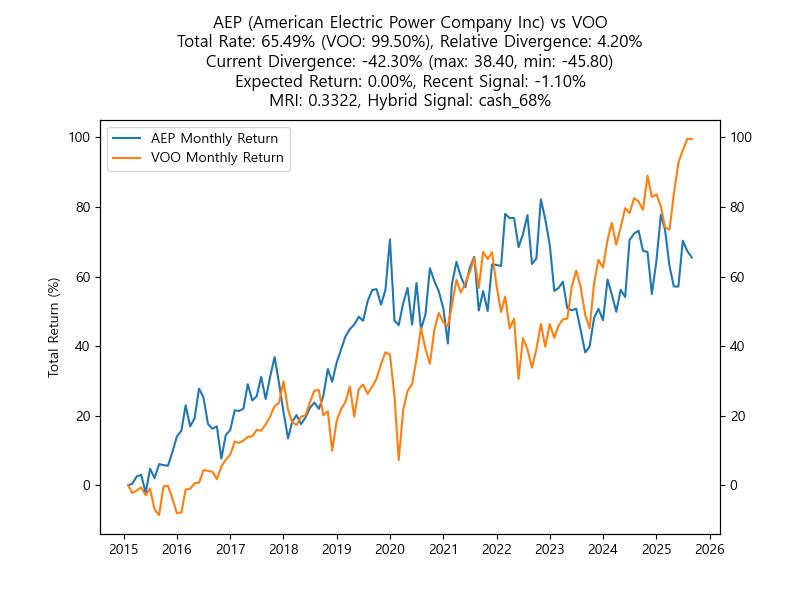 AEP (American Electric Power Company Inc) vs VOO
Total Rate: 65.49% (VOO: 99.50%), Relative Divergence: 4.20%
Current Divergence: -42.30% (max: 38.40, min: -45.80)
Expected Return: 0.00%, Recent Signal: -1.10%
MRI: 0.3322, Hybrid Signal: cash_68%
AEP Monthly Return
VOO Monthly Return
100
80
60
40
20
0
Total Return (%)
100
80
60
40
20
0
2015 2016 2017 2018 2019 2020 2021 2022 2023 2024 2025 2026